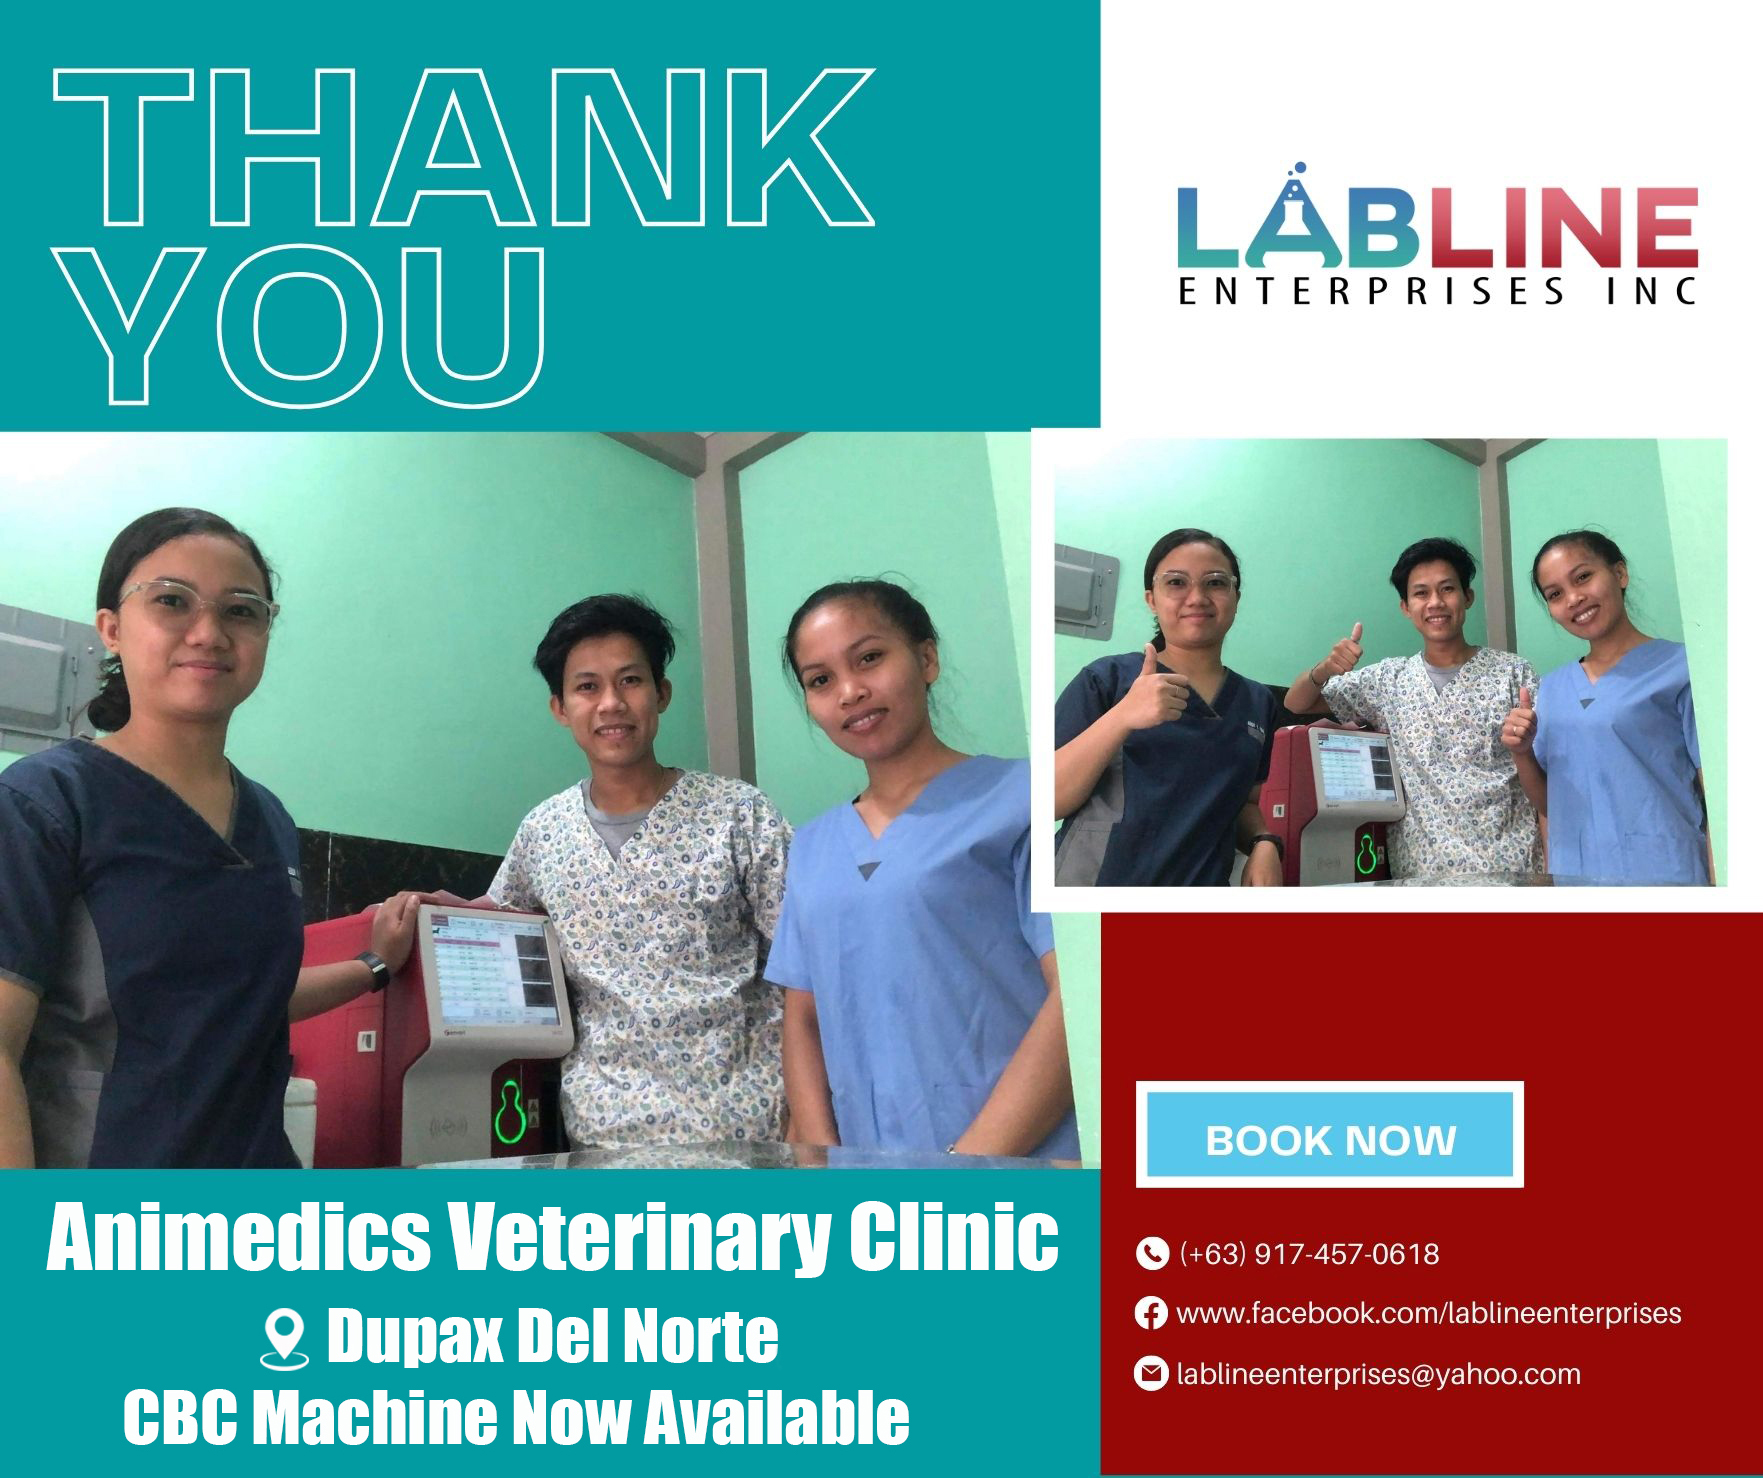 THANK
YOU
LABLINE
ENTERPRISES INC
Animedics Veterinary Clinic
Dupax Del Norte
CBC Machine Now Available
BOOK NOW
(+63) 917-457-0618
www.facebook.com/lablineenterprises
lablineenterprises@yahoo.com